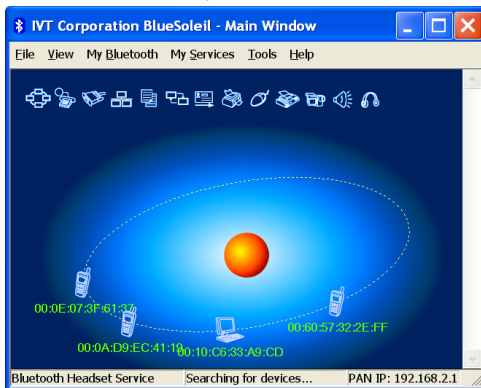 IVT Corporation BlueSoleil - Main Window
File View My Bluetooth My Services Tools Help
00:0E:07:3F:61:37
00:60:57:32:2E:FF
00:0A:D9:EC:41:19
00:10:C6:33:A9:CD
Bluetooth Headset Service Searching for devices... PAN IP: 192.168.2.1